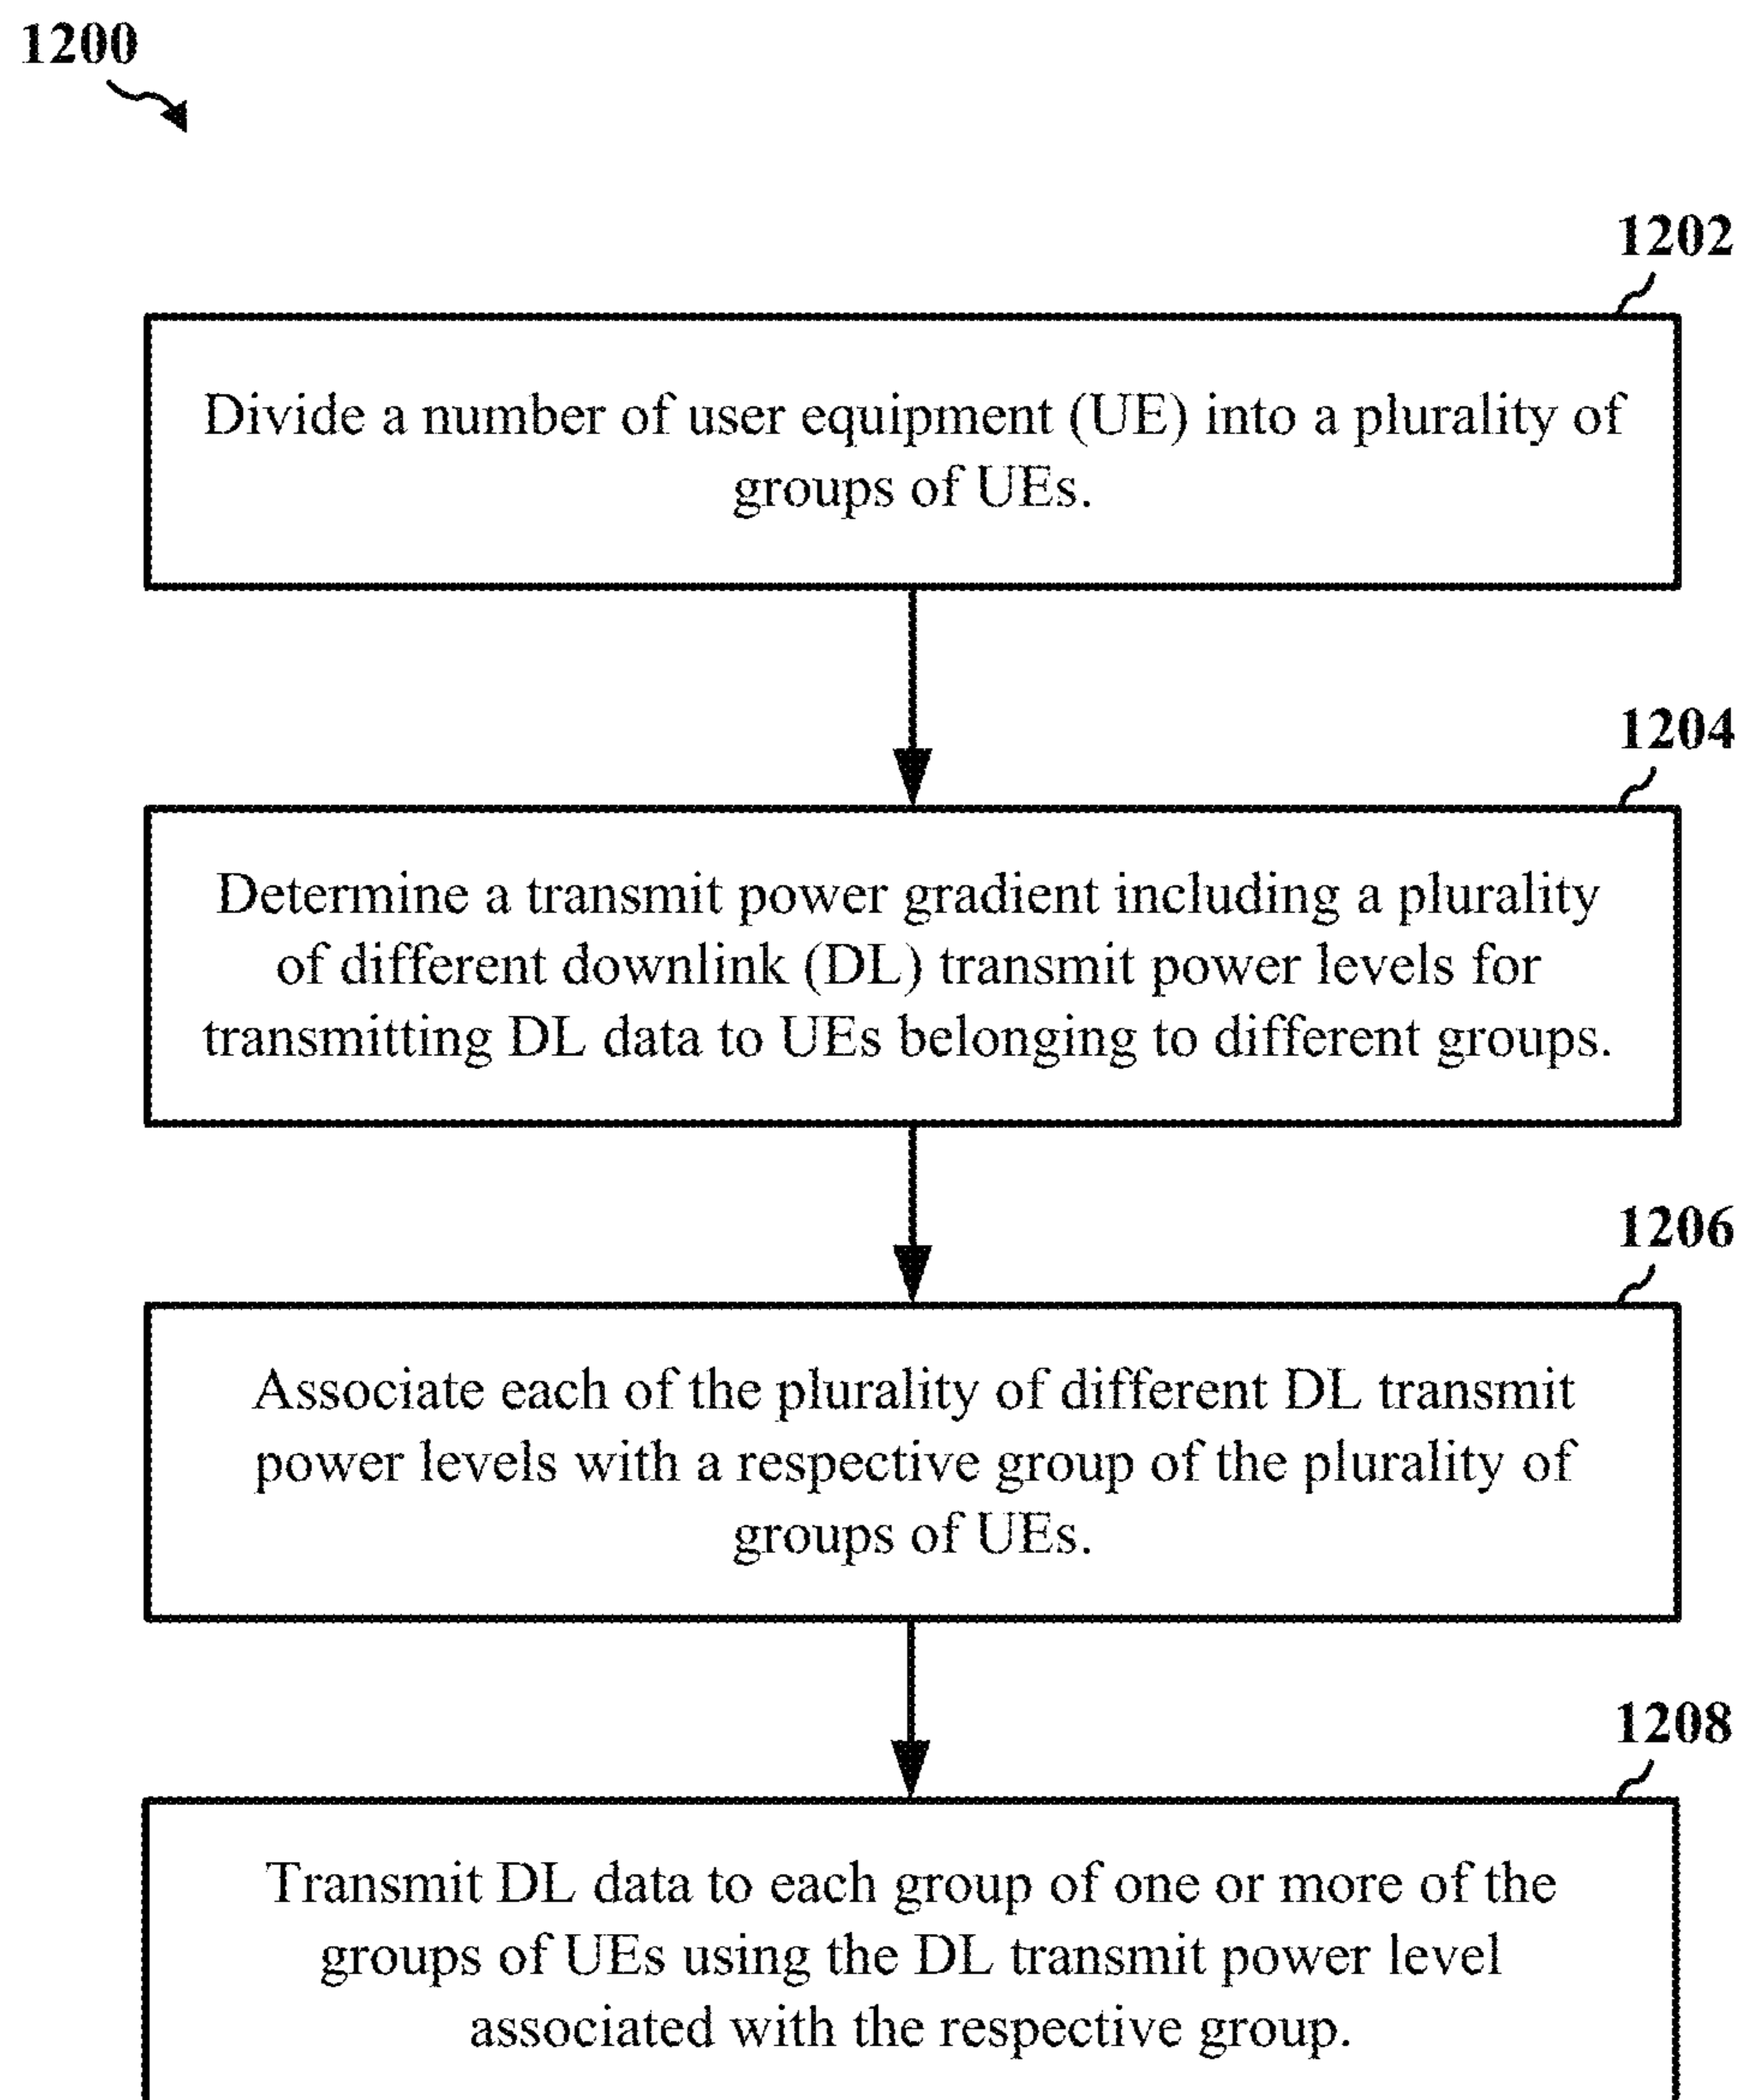 1200
1202
Divide a number of user equipment (UE) into a plurality of
groups of UEs.
1204
Determine a transmit power gradient including a plurality
of different downlink (DL) transmit power levels for
transmitting DL data to UEs belonging to different groups.
1206
Associate each of the plurality of different DL transmit
power levels with a respective group of the plurality of
groups of UEs.
1208
Transmit DL data to each group of one or more of the
groups of UEs using the DL transmit power level
associated with the respective group.